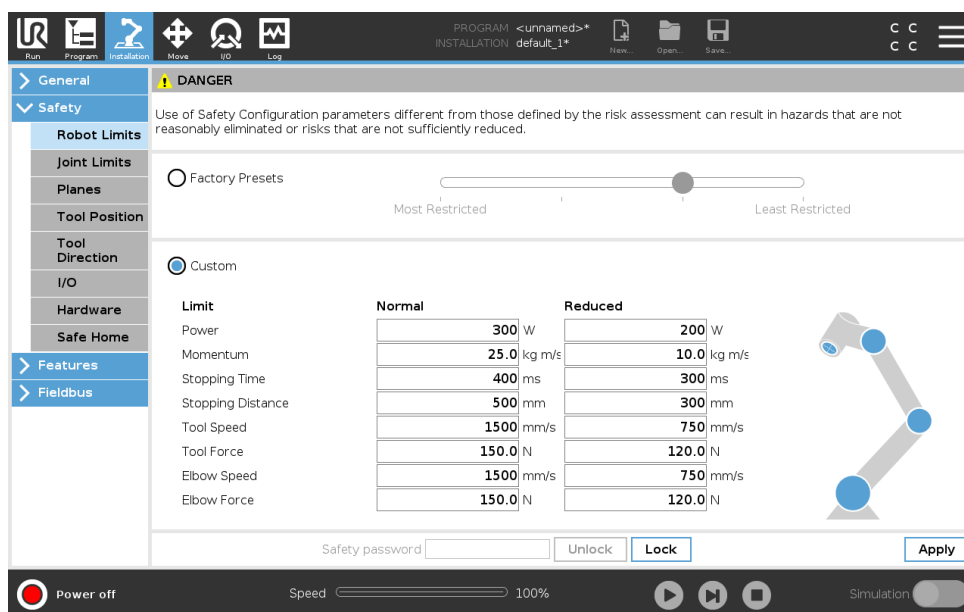 UR
PROGRAM <unnamed>*
INSTALLATION default_1*
Run Program Installation Move I/O Log New... Open... Save...
C C
C C
General
Safety
Robot Limits
Joint Limits
Planes
Tool Position
Tool
Direction
I/O
Hardware
Safe Home
Features
Fieldbus
DANGER
Use of Safety Configuration parameters different from those defined by the risk assessment can result in hazards that are not
reasonably eliminated or risks that are not sufficiently reduced.
Factory Presets
Most Restricted Least Restricted
Custom
Limit Normal Reduced
Power 300 W 200 W
Momentum 25.0 kg m/s 10.0 kg m/s
Stopping Time 400 ms 300 ms
Stopping Distance 500 mm 300 mm
Tool Speed 1500 mm/s 750 mm/s
Tool Force 150.0 N 120.0 N
Elbow Speed 1500 mm/s 750 mm/s
Elbow Force 150.0 N 120.0 N
Safety password Unlock Lock Apply
Power off Speed 100% Simulation